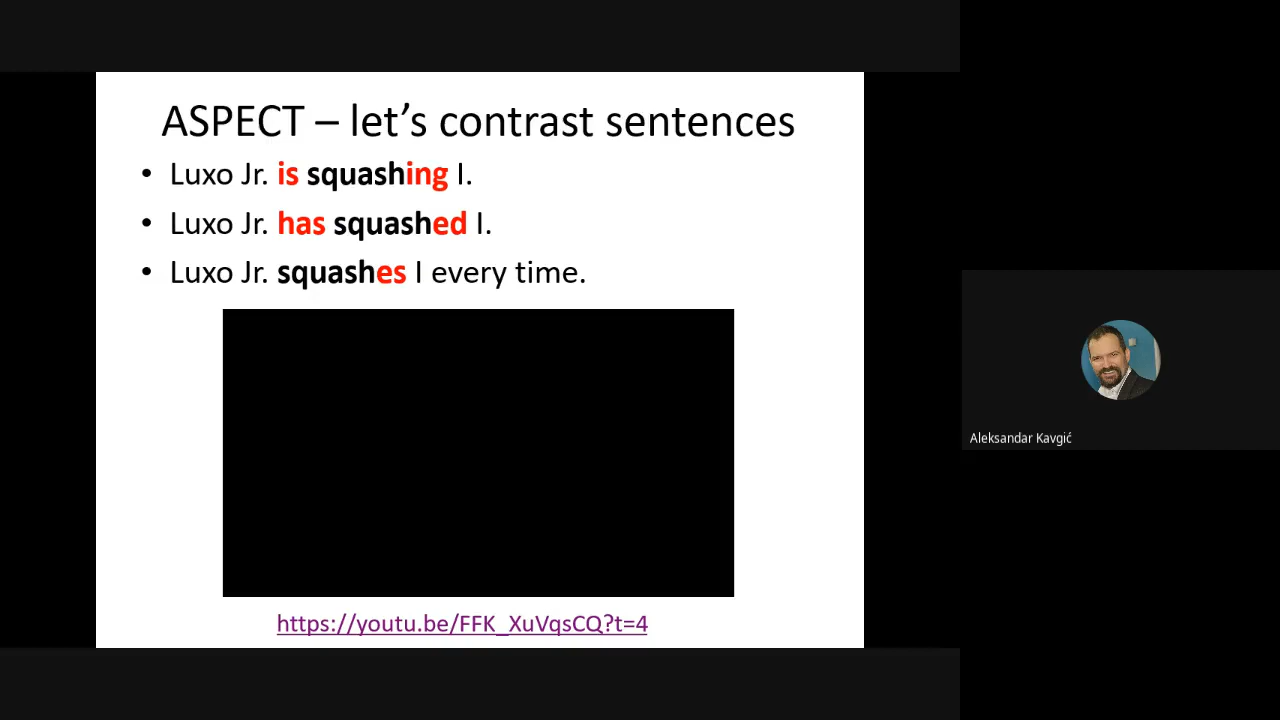 ASPECT – let's contrast sentences
• Luxo Jr. is squashing I.
• Luxo Jr. has squashed I.
• Luxo Jr. squashes I every time.
https://youtu.be/FFK_XuVqsCQ?t=4
Aleksandar Kavgić